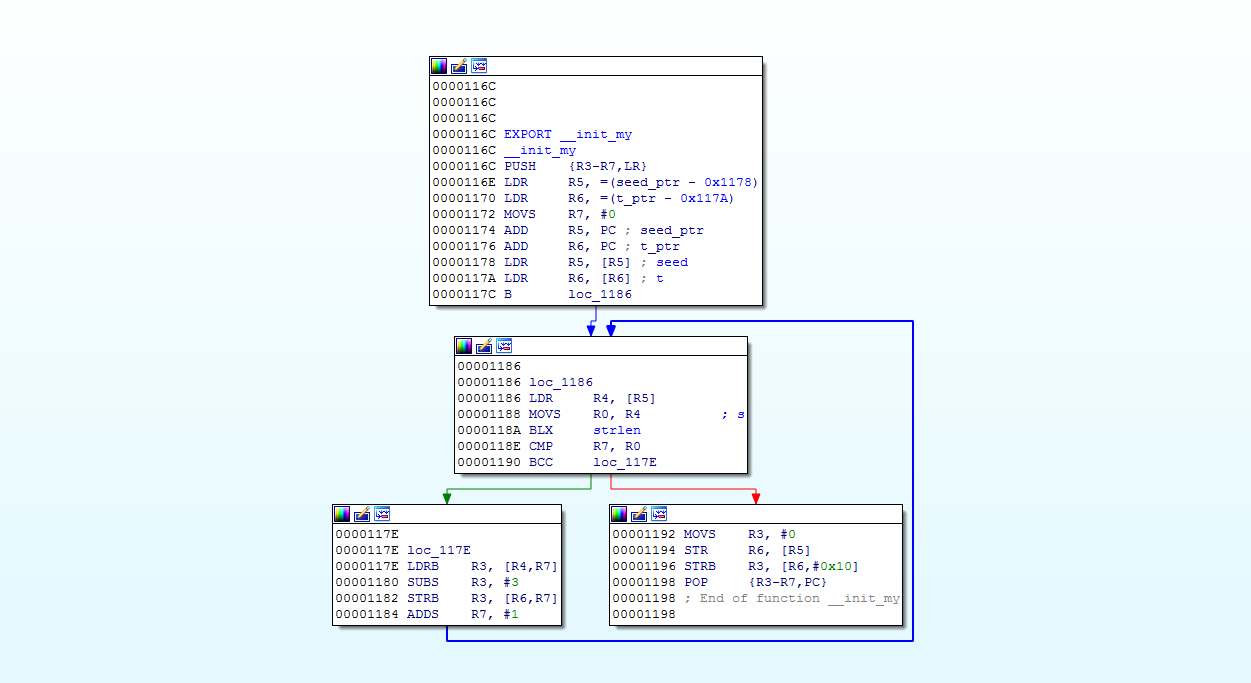 0000116C
0000116C
0000116C
0000116C EXPORT __init_my
0000116C __init_my
0000116C PUSH    {R3-R7,LR}
0000116E LDR     R5, =(seed_ptr - 0x1178)
00001170 LDR     R6, =(t_ptr - 0x117A)
00001172 MOVS    R7, #0
00001174 ADD     R5, PC ; seed_ptr
00001176 ADD     R6, PC ; t_ptr
00001178 LDR     R5, [R5] ; seed
0000117A LDR     R6, [R6] ; t
0000117C B       loc_1186
00001186
00001186 loc_1186
00001186 LDR     R4, [R5]
00001188 MOVS    R0, R4          ; s
0000118A BLX     strlen
0000118E CMP     R7, R0
00001190 BCC     loc_117E
0000117E
0000117E loc_117E
0000117E LDRB    R3, [R4,R7]
00001180 SUBS    R3, #3
00001182 STRB    R3, [R6,R7]
00001184 ADDS    R7, #1
00001192 MOVS    R3, #0
00001194 STR     R6, [R5]
00001196 STRB    R3, [R6,#0x10]
00001198 POP     {R3-R7,PC}
00001198 ; End of function __init_my
00001198